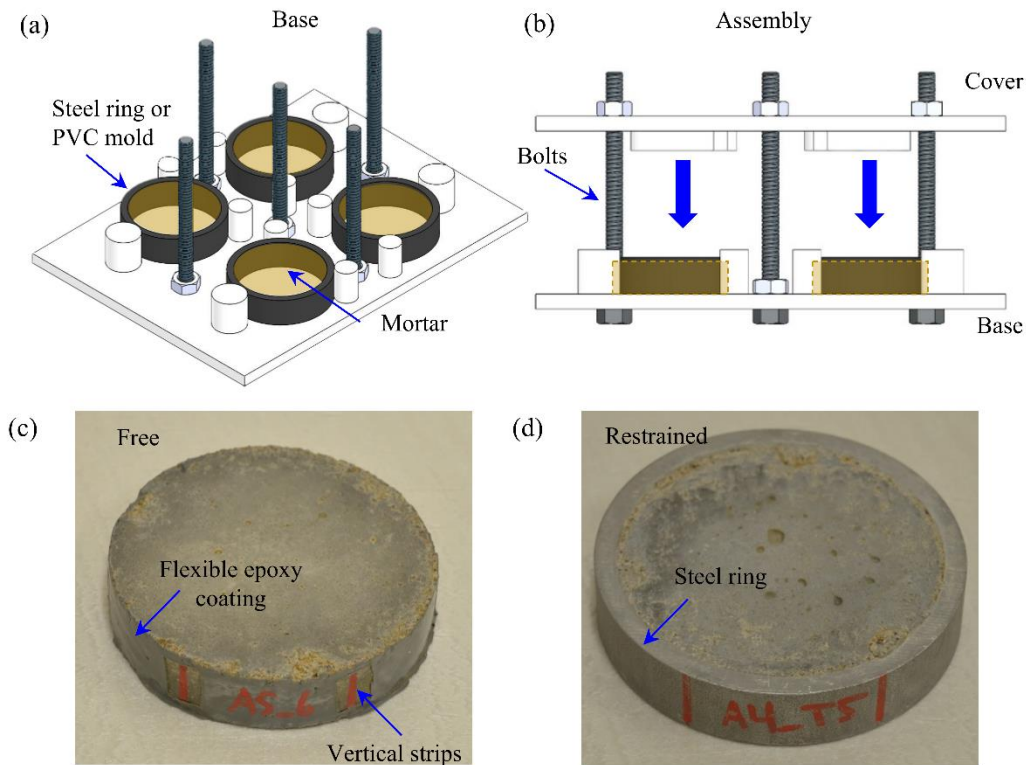 (a)
Base
Steel ring or
PVC mold
Mortar
(b)
Assembly
Cover
Bolts
Base
(c)
Free
Flexible epoxy
coating
A5_6
Vertical strips
(d)
Restrained
Steel ring
A4_T5